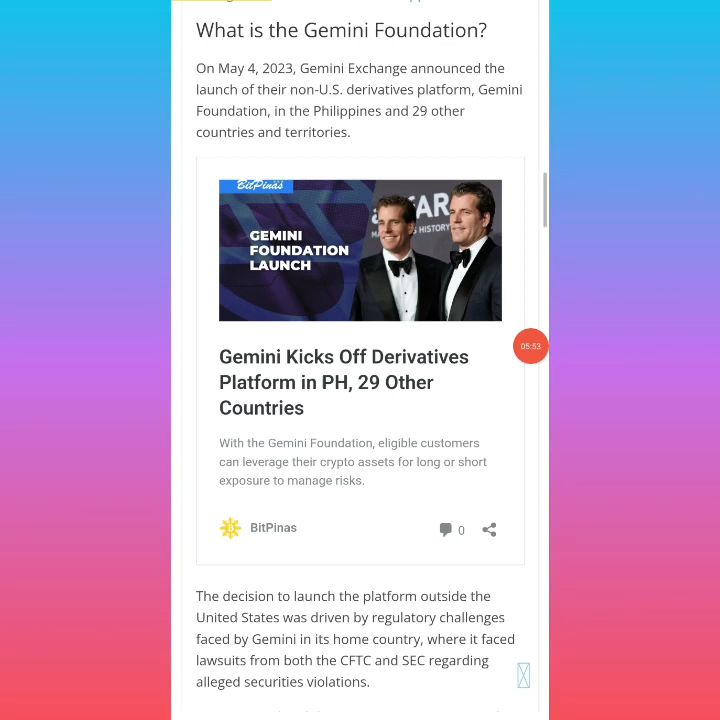 What is the Gemini Foundation?
On May 4, 2023, Gemini Exchange announced the
launch of their non-U.S. derivatives platform, Gemini
Foundation, in the Philippines and 29 other
countries and territories.
BitPinas
GEMINI
FOUNDATION
LAUNCH
HISTORY
Gemini Kicks Off Derivatives
Platform in PH, 29 Other
Countries
05:53
With the Gemini Foundation, eligible customers
can leverage their crypto assets for long or short
exposure to manage risks.
BitPinas
0
The decision to launch the platform outside the
United States was driven by regulatory challenges
faced by Gemini in its home country, where it faced
lawsuits from both the CFTC and SEC regarding
alleged securities violations.